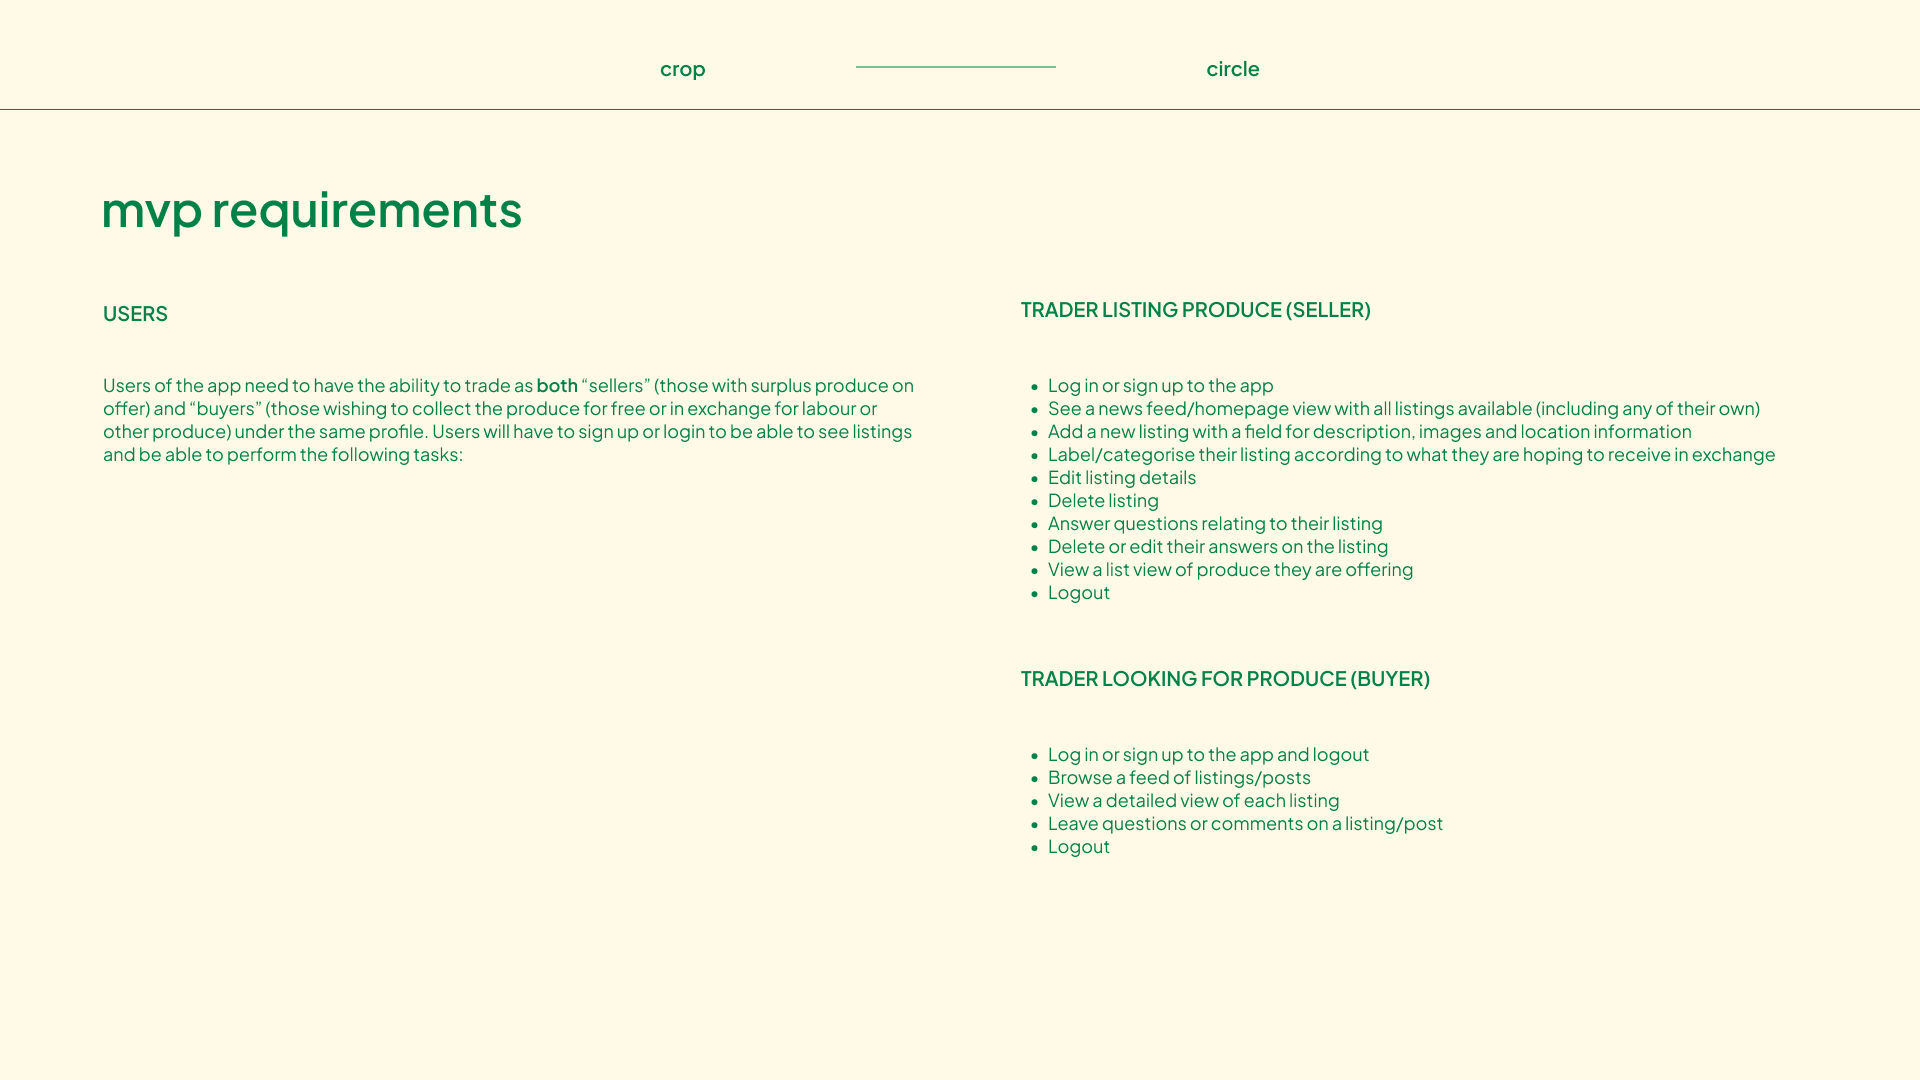 crop
circle
mvp requirements
USERS
Users of the app need to have the ability to trade as both “sellers” (those with surplus produce on
offer) and “buyers” (those wishing to collect the produce for free or in exchange for labour or
other produce) under the same profile. Users will have to sign up or login to be able to see listings
and be able to perform the following tasks:
TRADER LISTING PRODUCE (SELLER)
• Log in or sign up to the app
• See a news feed/homepage view with all listings available (including any of their own)
• Add a new listing with a field for description, images and location information
• Label/categorise their listing according to what they are hoping to receive in exchange
• Edit listing details
• Delete listing
• Answer questions relating to their listing
• Delete or edit their answers on the listing
• View a list view of produce they are offering
• Logout
TRADER LOOKING FOR PRODUCE (BUYER)
• Log in or sign up to the app and logout
• Browse a feed of listings/posts
• View a detailed view of each listing
• Leave questions or comments on a listing/post
• Logout